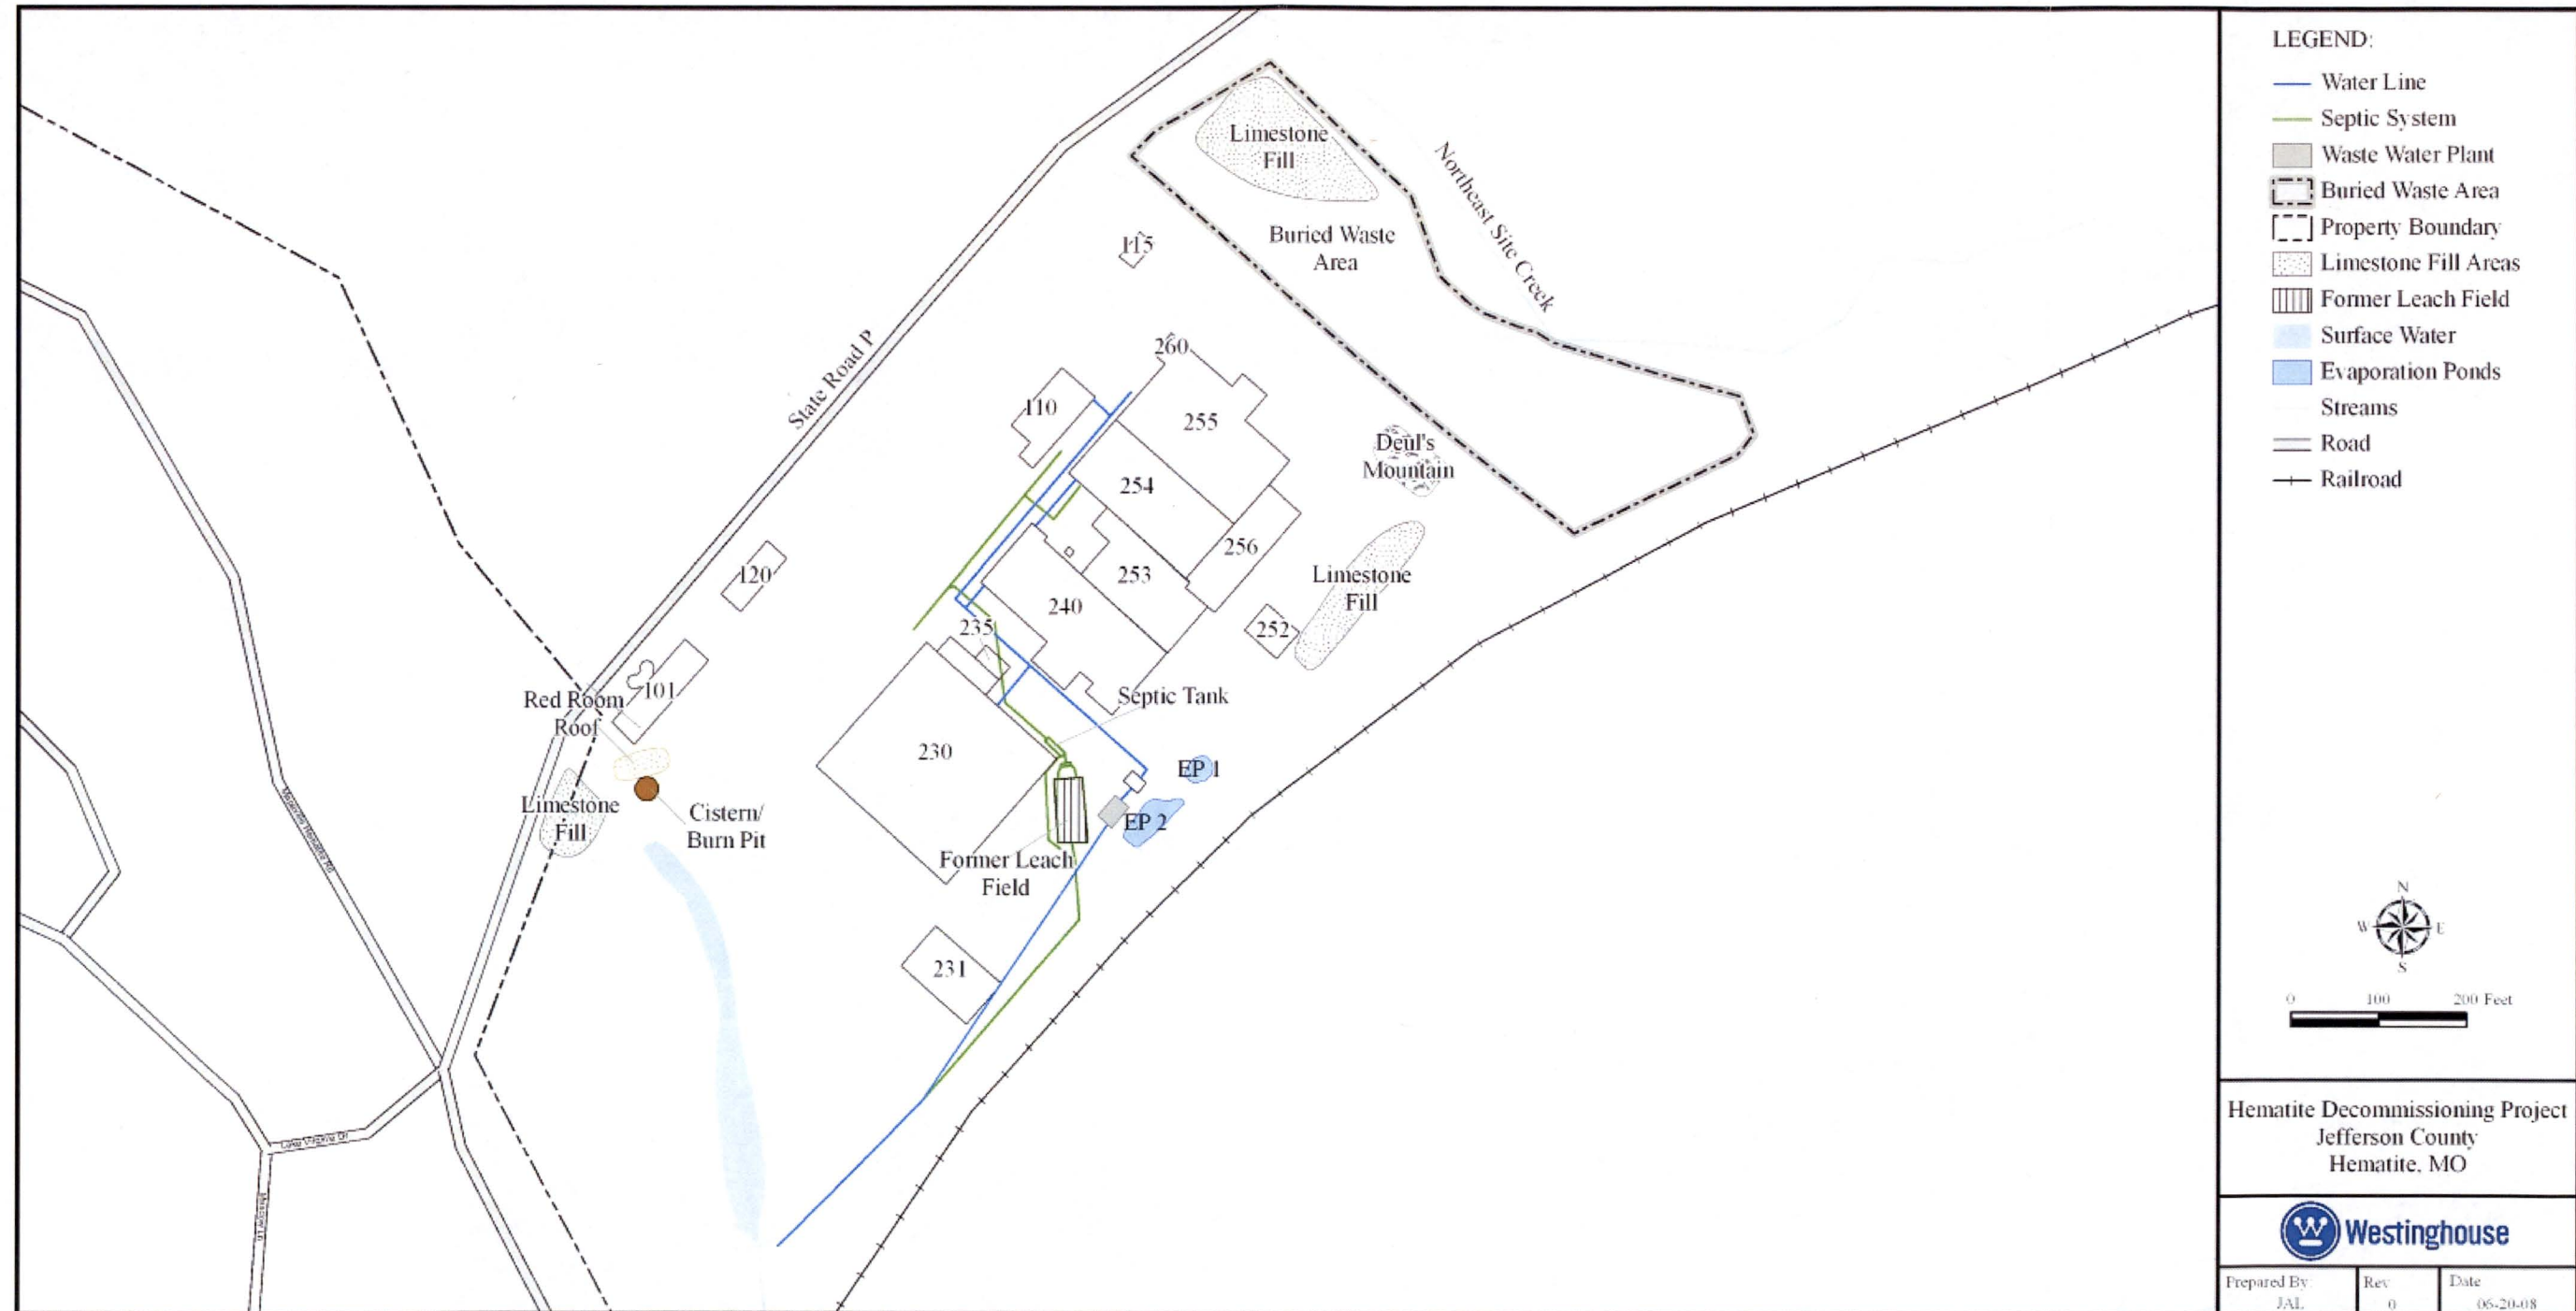 LEGEND:
Water Line
Septic System
Waste Water Plant
Buried Waste Area
Property Boundary
Limestone Fill Areas
Former Leach Field
Surface Water
Evaporation Ponds
Streams
Road
Railroad
Limestone
Fill
Northeast Site Creek
Buried Waste
Area
115
State Road P
260
110
255
Deul's
Mountain
254
256
253
Limestone
Fill
120
240
252
235
101
Red Room
Roof
Septic Tank
230
EP 1
EP 2
Limestone
Fill
Cistern/
Burn Pit
Former Leach
Field
231
Lake Virginia Dr
N
W
E
S
0 100 200 Feet
Hematite Decommissioning Project
Jefferson County
Hematite, MO
Westinghouse
Prepared By
JAL
Rev
0
Date
06-20-08